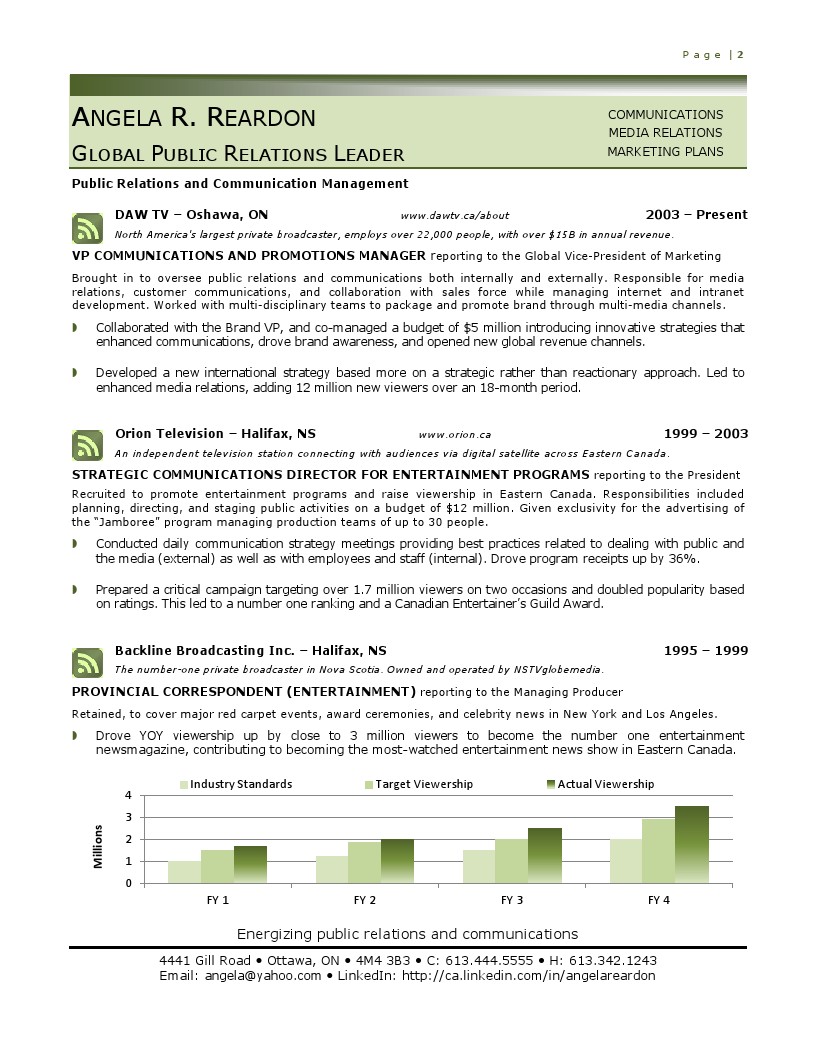 Page | 2
ANGELA R. REARDON
COMMUNICATIONS
GLOBAL PUBLIC RELATIONS LEADER
MEDIA RELATIONS
MARKETING PLANS
Public Relations and Communication Management
DAW TV – Oshawa, ON www.dawtv.ca/about 2003 – Present
North America's largest private broadcaster, employs over 22,000 people, with over $15B in annual revenue.
VP COMMUNICATIONS AND PROMOTIONS MANAGER reporting to the Global Vice-President of Marketing
Brought in to oversee public relations and communications both internally and externally. Responsible for media
relations, customer communications, and collaboration with sales force while managing internet and intranet
development. Worked with multi-disciplinary teams to package and promote brand through multi-media channels.
Collaborated with the Brand VP, and co-managed a budget of $5 million introducing innovative strategies that
enhanced communications, drove brand awareness, and opened new global revenue channels.
Developed a new international strategy based more on a strategic rather than reactionary approach. Led to
enhanced media relations, adding 12 million new viewers over an 18-month period.
Orion Television – Halifax, NS www.orion.ca 1999 – 2003
An independent television station connecting with audiences via digital satellite across Eastern Canada.
STRATEGIC COMMUNICATIONS DIRECTOR FOR ENTERTAINMENT PROGRAMS reporting to the President
Recruited to promote entertainment programs and raise viewership in Eastern Canada. Responsibilities included
planning, directing, and staging public activities on a budget of $12 million. Given exclusivity for the advertising of
the “Jamboree” program managing production teams of up to 30 people.
Conducted daily communication strategy meetings providing best practices related to dealing with public and
the media (external) as well as with employees and staff (internal). Drove program receipts up by 36%.
Prepared a critical campaign targeting over 1.7 million viewers on two occasions and doubled popularity based
on ratings. This led to a number one ranking and a Canadian Entertainer’s Guild Award.
Backline Broadcasting Inc. – Halifax, NS 1995 – 1999
The number-one private broadcaster in Nova Scotia. Owned and operated by NSTVglobemedia.
PROVINCIAL CORRESPONDENT (ENTERTAINMENT) reporting to the Managing Producer
Retained, to cover major red carpet events, award ceremonies, and celebrity news in New York and Los Angeles.
Drove YOY viewership up by close to 3 million viewers to become the number one entertainment
newsmagazine, contributing to becoming the most-watched entertainment news show in Eastern Canada.
Industry Standards Target Viewership Actual Viewership
4
3
2
1
0
Millions
FY 1 FY 2 FY 3 FY 4
Energizing public relations and communications
4441 Gill Road • Ottawa, ON • 4M4 3B3 • C: 613.444.5555 • H: 613.342.1243
Email: angela@yahoo.com • LinkedIn: http://ca.linkedin.com/in/angelareardon